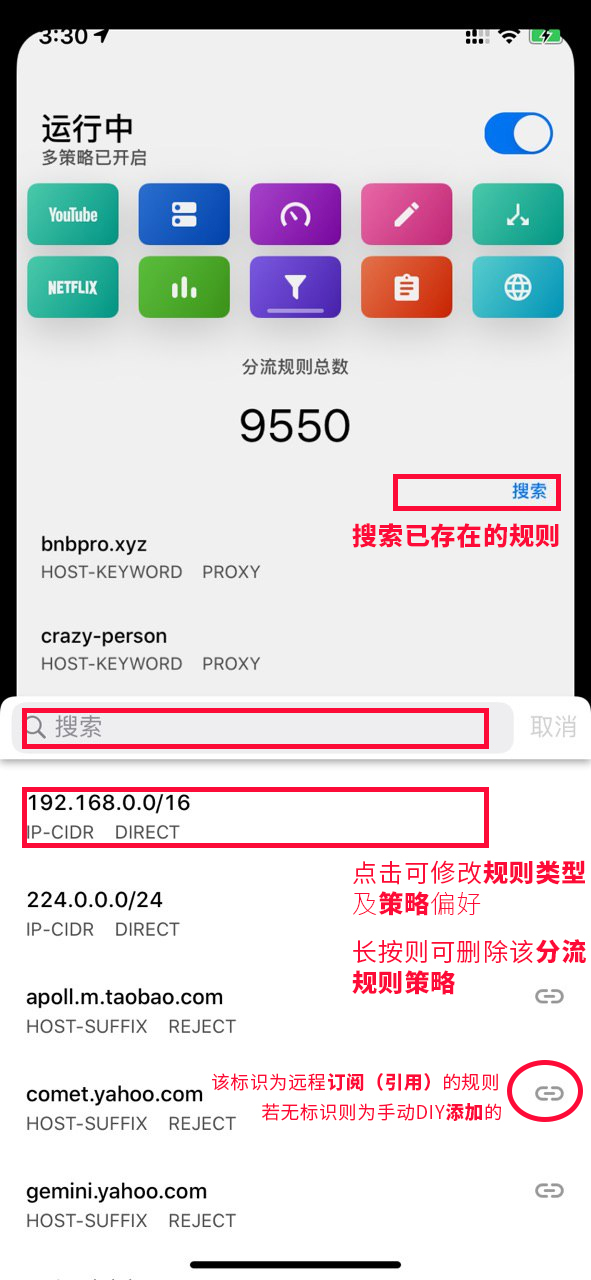 3:30
运行中
多策略已开启
YouTube
NETFLIX
分流规则总数
9550
搜索
搜索已存在的规则
bnbpro.xyz
HOST-KEYWORD PROXY
crazy-person
HOST-KEYWORD PROXY
搜索 取消
192.168.0.0/16
IP-CIDR DIRECT
点击可修改规则类型
及策略偏好
224.0.0.0/24
IP-CIDR DIRECT
长按则可删除该分流
规则策略
apoll.m.taobao.com
HOST-SUFFIX REJECT
该标识为远程订阅（引用）的规则
comet.yahoo.com
若无标识则为手动DIY添加的
HOST-SUFFIX REJECT
gemini.yahoo.com
HOST-SUFFIX REJECT